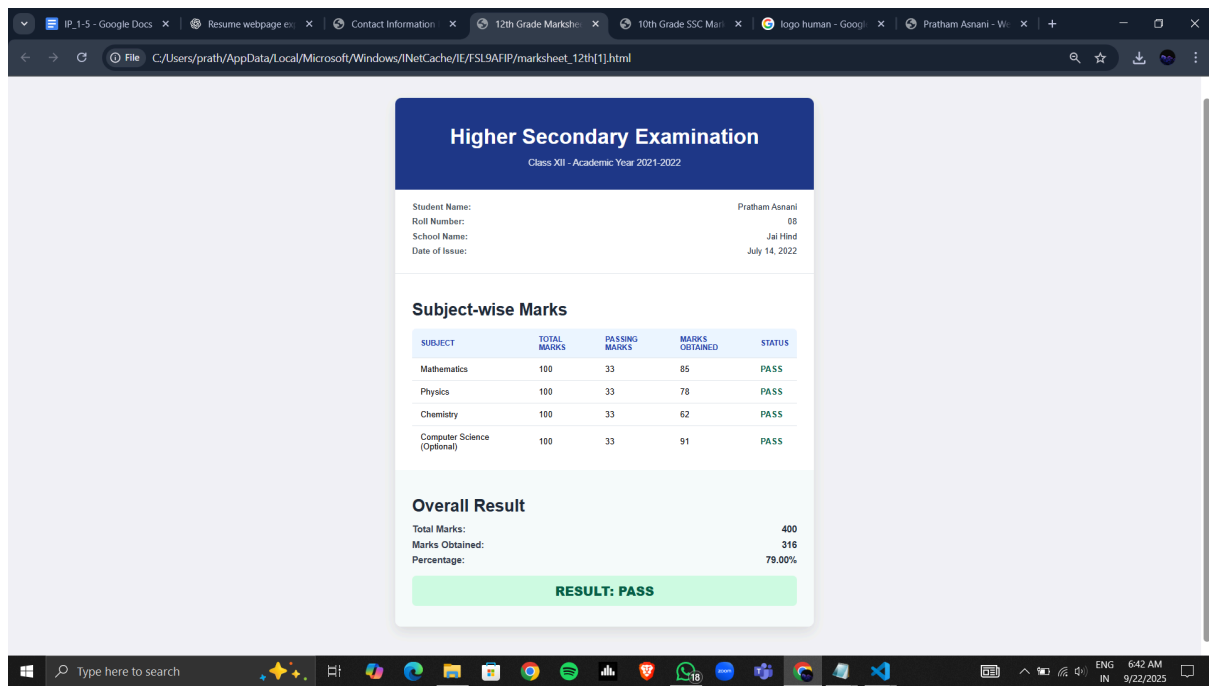 IP_1-5 - Google Docs
Resume webpage ex
Contact Information
12th Grade Markshe
10th Grade SSC Mark
logo human - Googl
Pratham Asnani - We
File C:/Users/prath/AppData/Local/Microsoft/Windows/INetCache/IE/FSL9AFIP/marksheet_12th[1].html
Higher Secondary Examination
Class XII - Academic Year 2021-2022
Student Name: Pratham Asnani
Roll Number: 08
School Name: Jai Hind
Date of Issue: July 14, 2022
Subject-wise Marks
SUBJECT TOTAL MARKS PASSING MARKS MARKS OBTAINED STATUS
Mathematics 100 33 85 PASS
Physics 100 33 78 PASS
Chemistry 100 33 62 PASS
Computer Science (Optional) 100 33 91 PASS
Overall Result
Total Marks: 400
Marks Obtained: 316
Percentage: 79.00%
RESULT: PASS
Type here to search
18
zoom
ENG 6:42 AM
IN 9/22/2025